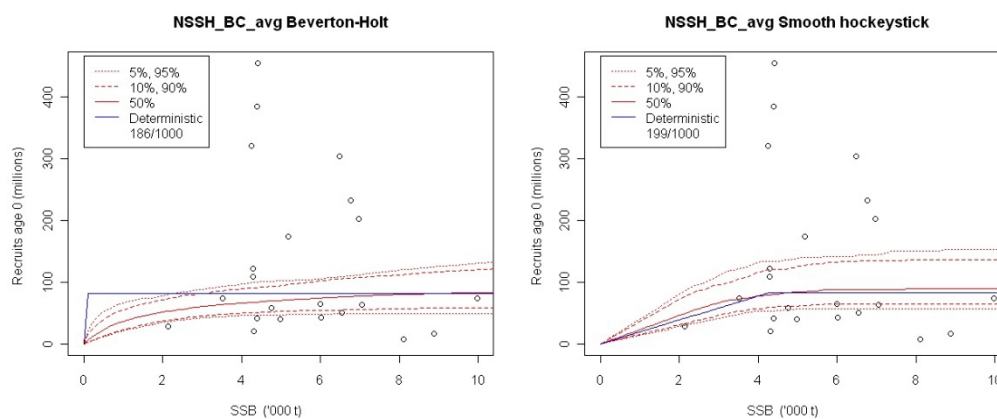 NSSH_BC_avg Beverton-Holt
5%, 95%
10%, 90%
50%
Deterministic
186/1000
Recruits age 0 (millions)
400
300
200
100
0
0 2 4 6 8 10
SSB ('000 t)
NSSH_BC_avg Smooth hockeystick
5%, 95%
10%, 90%
50%
Deterministic
199/1000
Recruits age 0 (millions)
400
300
200
100
0
0 2 4 6 8 10
SSB ('000 t)